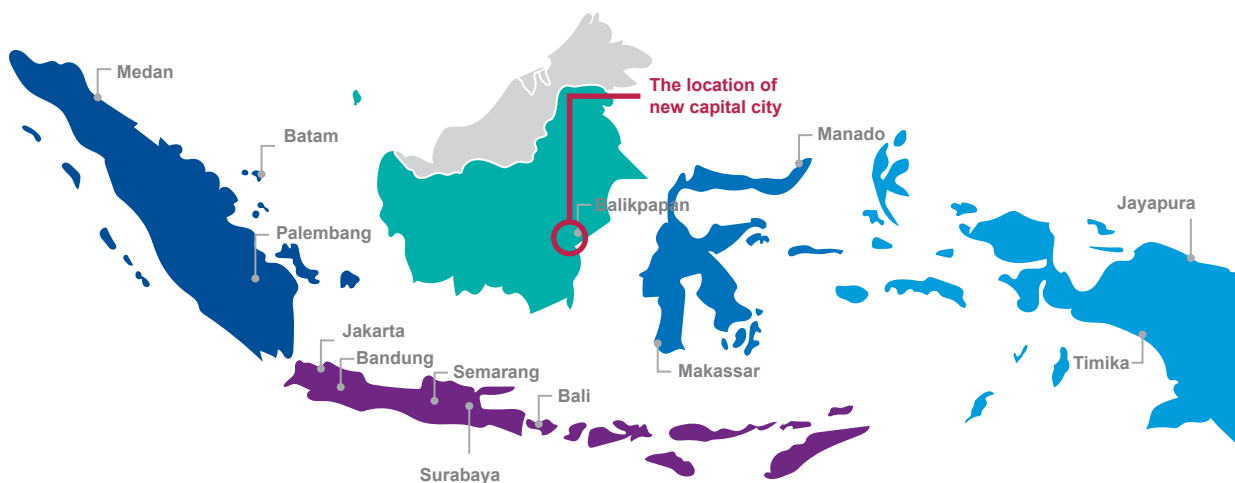 Medan
The location of
new capital city
Batam
Manado
Balikpapan
Jayapura
Palembang
Jakarta
Bandung
Semarang
Makassar
Timika
Bali
Surabaya